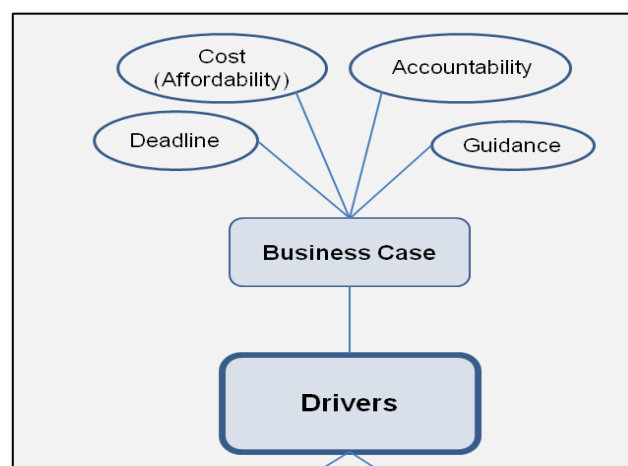 Cost
(Affordability)
Accountability
Deadline
Guidance
Business Case
Drivers